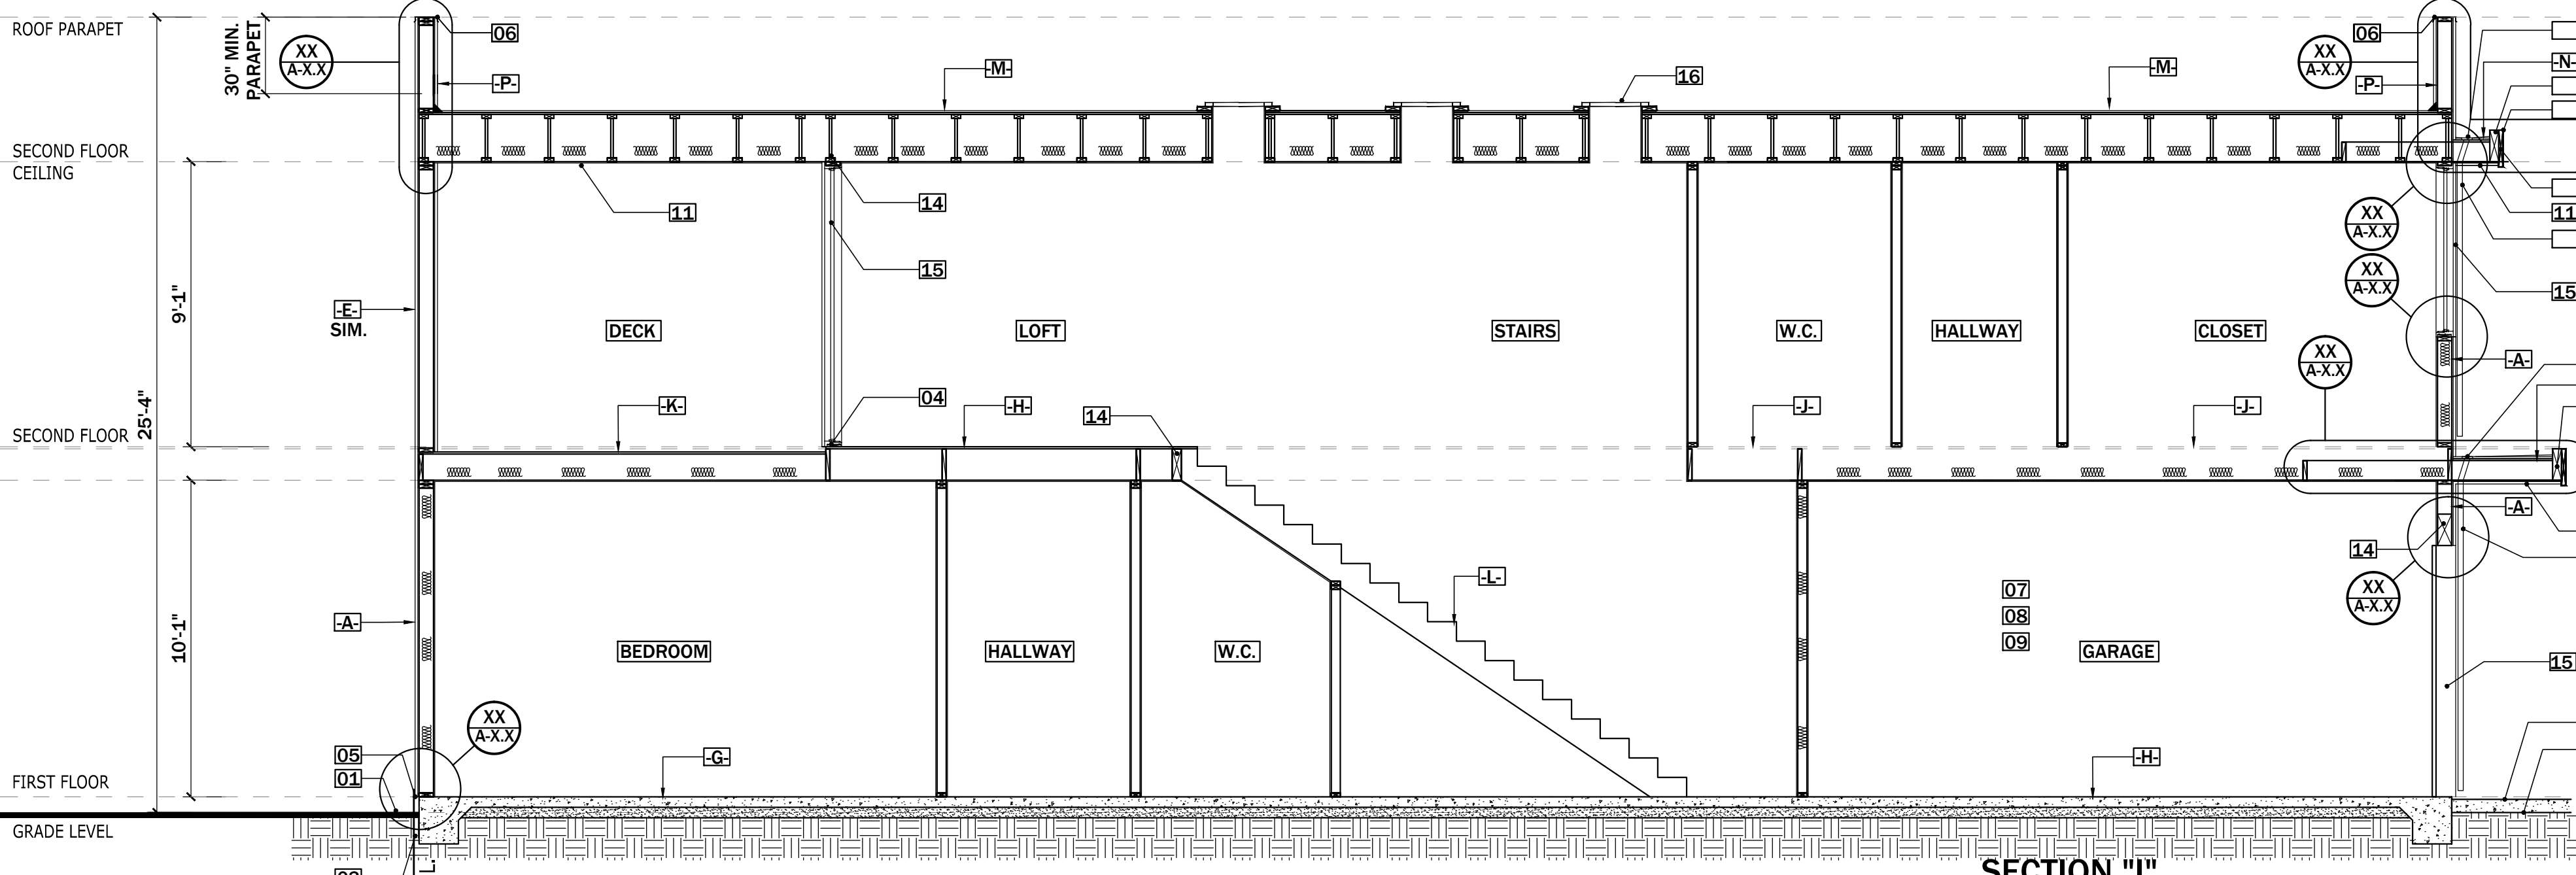 ROOF PARAPET
30" MIN.
PARAPET
XX
A-X.X
06
-P-
-M-
16
-M-
XX
A-X.X
06
-P-
-N-
SECOND FLOOR
CEILING
11
14
15
XX
A-X.X
11
XX
A-X.X
15
9'-1"
25'-4"
-E-
SIM.
DECK
LOFT
STAIRS
W.C.
HALLWAY
CLOSET
XX
A-X.X
-A-
SECOND FLOOR
-K-
04
-H-
14
-J-
-J-
-A-
14
XX
A-X.X
10'-1"
-A-
-L-
07
08
09
BEDROOM
HALLWAY
W.C.
GARAGE
15
XX
A-X.X
05
01
-G-
-H-
FIRST FLOOR
GRADE LEVEL
SECTION "I"